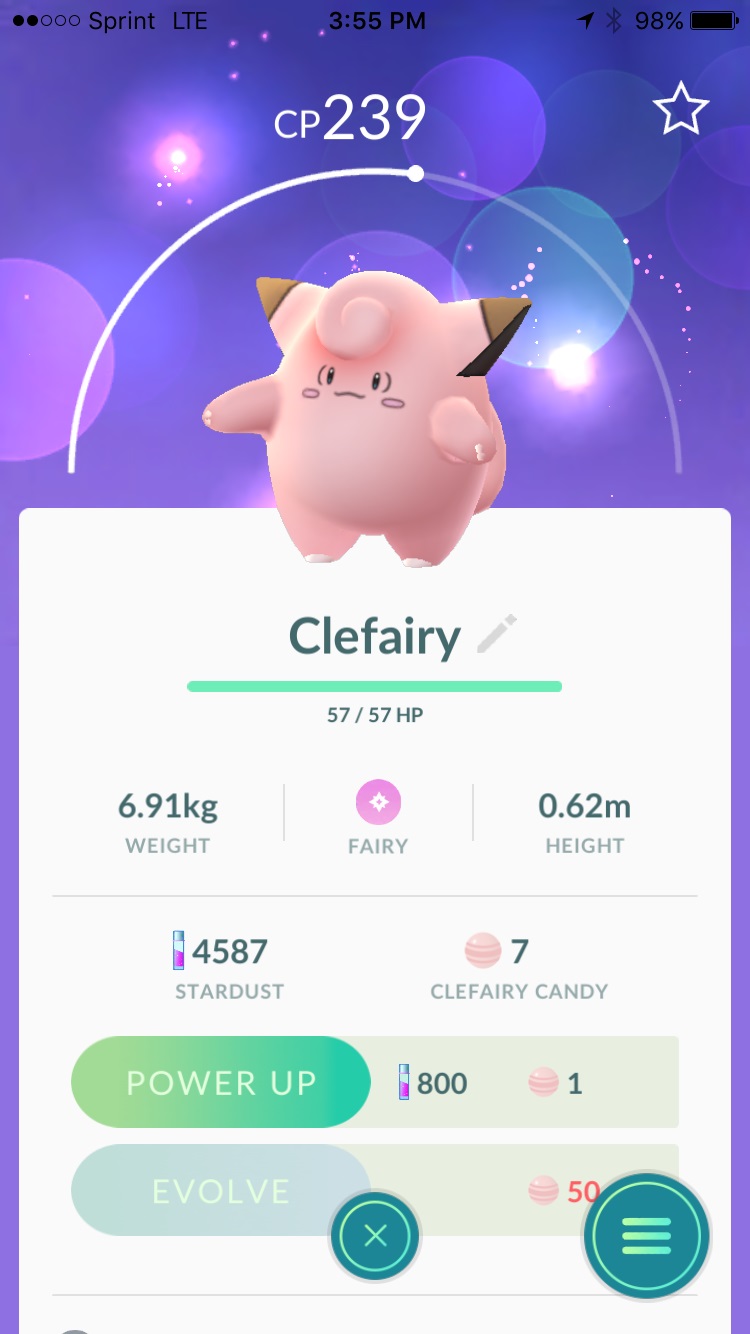 Sprint LTE 3:55 PM 98%
CP239
Clefairy
57 / 57 HP
6.91kg 0.62m
WEIGHT FAIRY HEIGHT
4587 7
STARDUST CLEFAIRY CANDY
POWER UP 800 1
EVOLVE 50